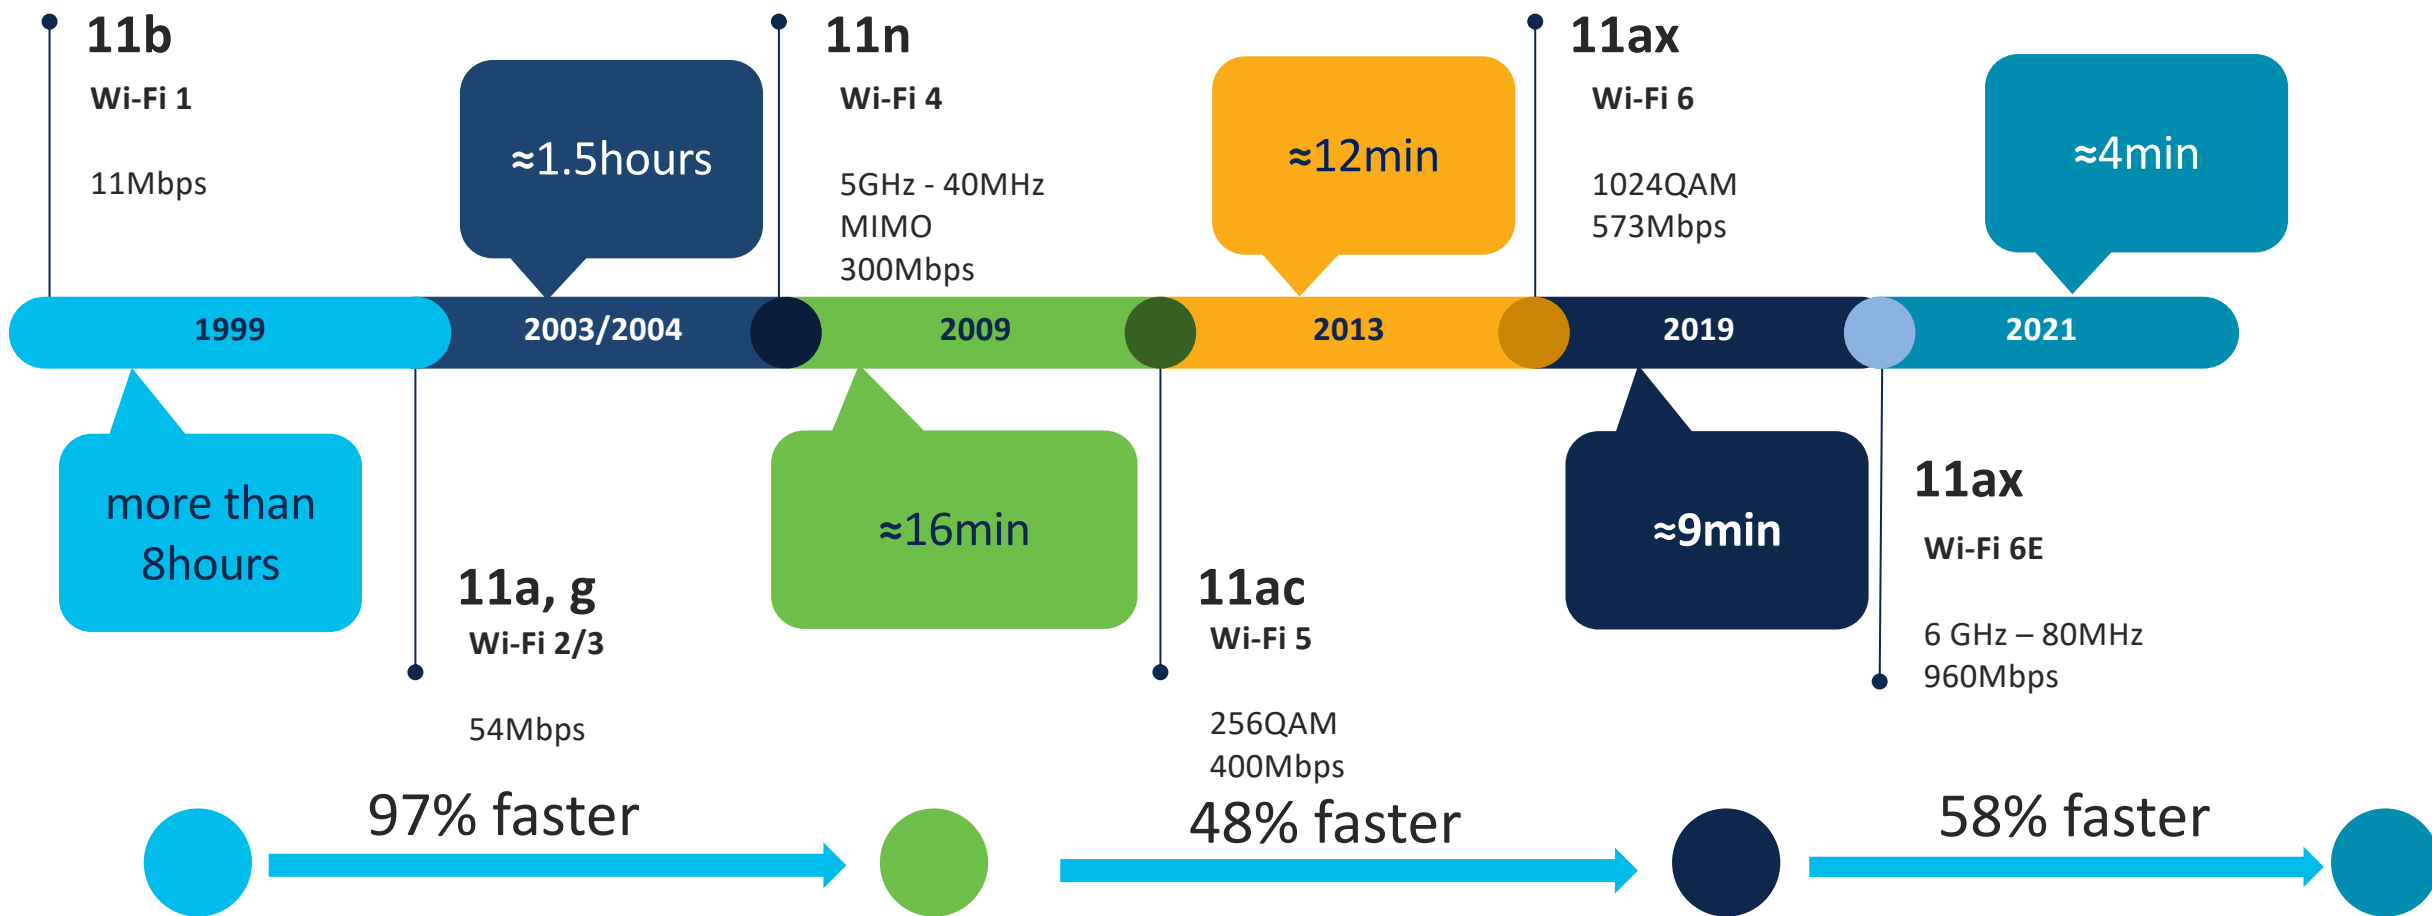 11b
Wi-Fi 1
11Mbps
≈1.5hours
11n
Wi-Fi 4
5GHz - 40MHz
MIMO
300Mbps
≈12min
11ax
Wi-Fi 6
1024QAM
573Mbps
≈4min
1999
2003/2004
2009
2013
2019
2021
more than
8hours
11a, g
Wi-Fi 2/3
54Mbps
≈16min
11ac
Wi-Fi 5
256QAM
400Mbps
≈9min
11ax
Wi-Fi 6E
6 GHz – 80MHz
960Mbps
97% faster
48% faster
58% faster